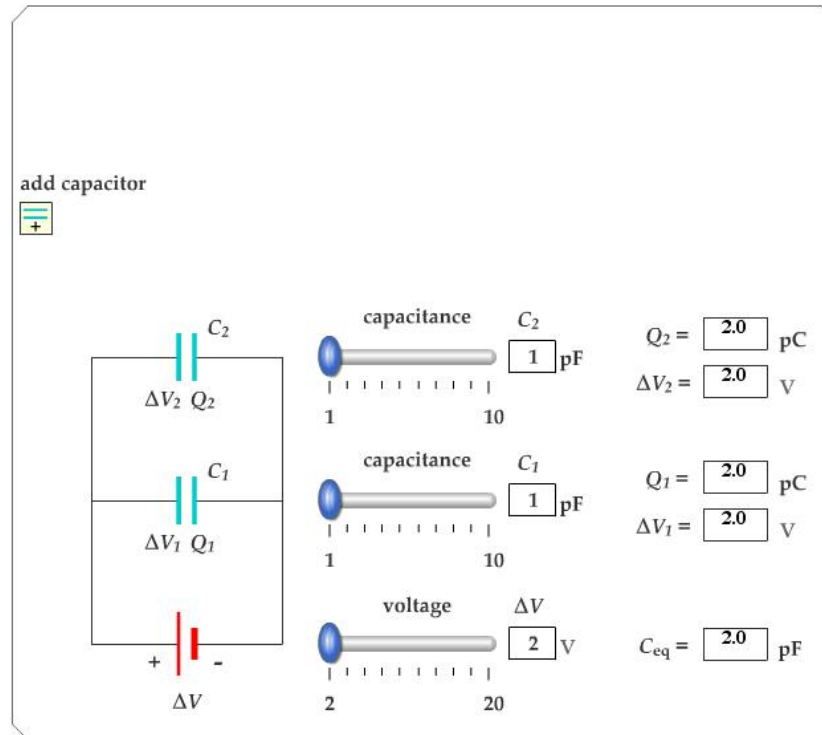 add capacitor
+
C2 capacitance C2 Q2 = 2.0 pC
1 pF
ΔV2 Q2 1 10 ΔV2 = 2.0 V
C1 capacitance C1 Q1 = 2.0 pC
1 pF
ΔV1 Q1 1 10 ΔV1 = 2.0 V
voltage ΔV
+ - 2 V Ceq = 2.0 pF
ΔV 2 20